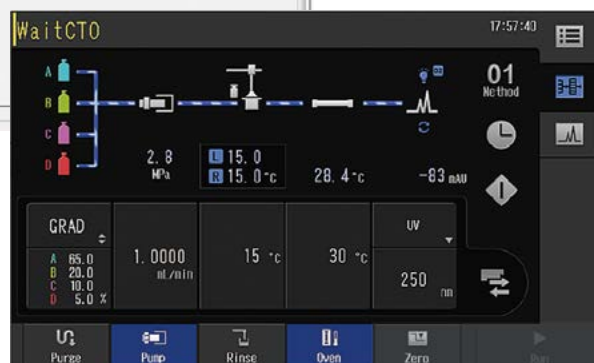 WaitCTO 17:57:40
A
B
C
D
D2
01
Method
2.8
MPa
L 15.0
R 15.0 °C
28.4 °C
-83 mAU
GRAD
A 65.0
B 20.0
C 10.0
D 5.0 %
1.0000
mL/min
15 °C
30 °C
UV
250
nm
Purge
Pump
Rinse
Oven
Zero
Run